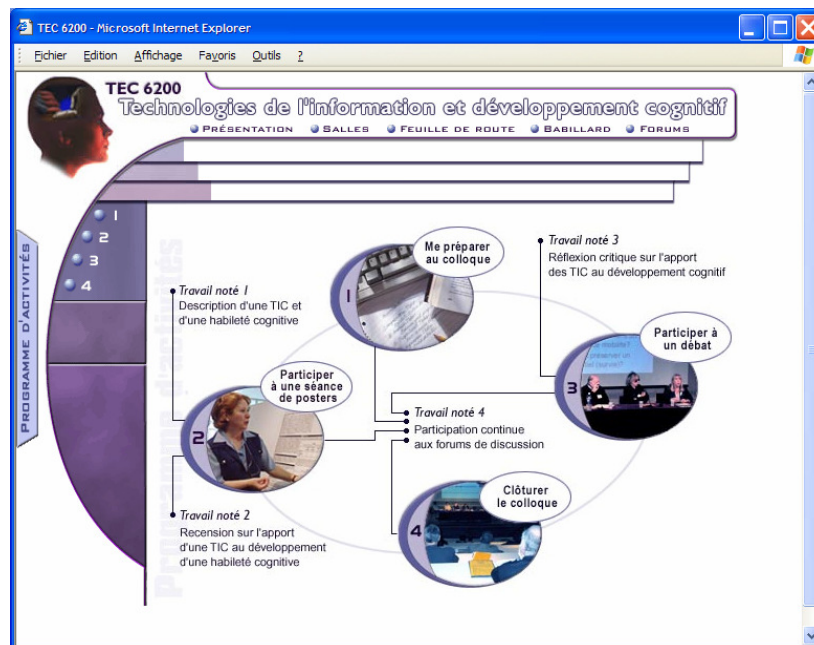 TEC 6200 - Microsoft Internet Explorer
Fichier Edition Affichage Favoris Outils ?
TEC 6200
Technologies de l'information et développement cognitif
PRÉSENTATION SALLES FEUILLE DE ROUTE BABILLARD FORUMS
PROGRAMME D'ACTIVITÉS
1
2
3
4
Programme d'activités
1
Me préparer
au colloque
Travail noté 3
Réflexion critique sur l'apport
des TIC au développement cognitif
Travail noté 1
Description d'une TIC et
d'une habileté cognitive
Participer à
un débat
3
Participer
à une séance
de posters
2
Travail noté 4
Participation continue
aux forums de discussion
Clôturer
le colloque
4
Travail noté 2
Recension sur l'apport
d'une TIC au développement
d'une habileté cognitive